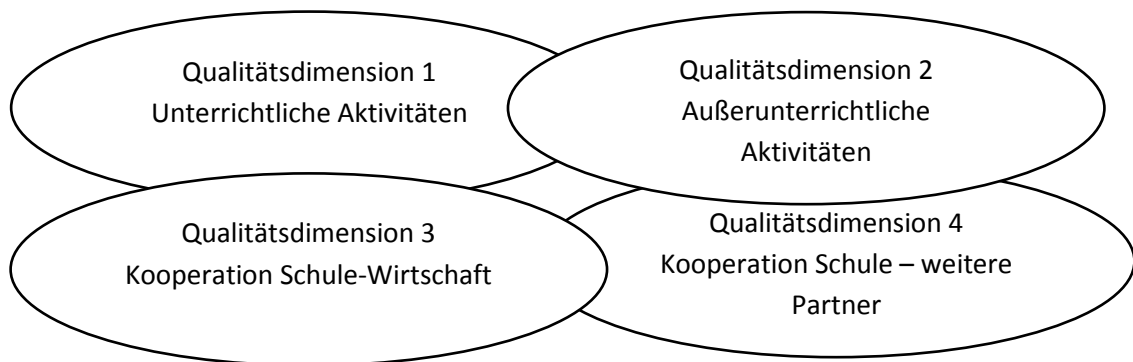 Qualitätsdimension 1
Unterrichtliche Aktivitäten
Qualitätsdimension 2
Außerunterrichtliche
Aktivitäten
Qualitätsdimension 3
Kooperation Schule-Wirtschaft
Qualitätsdimension 4
Kooperation Schule – weitere
Partner